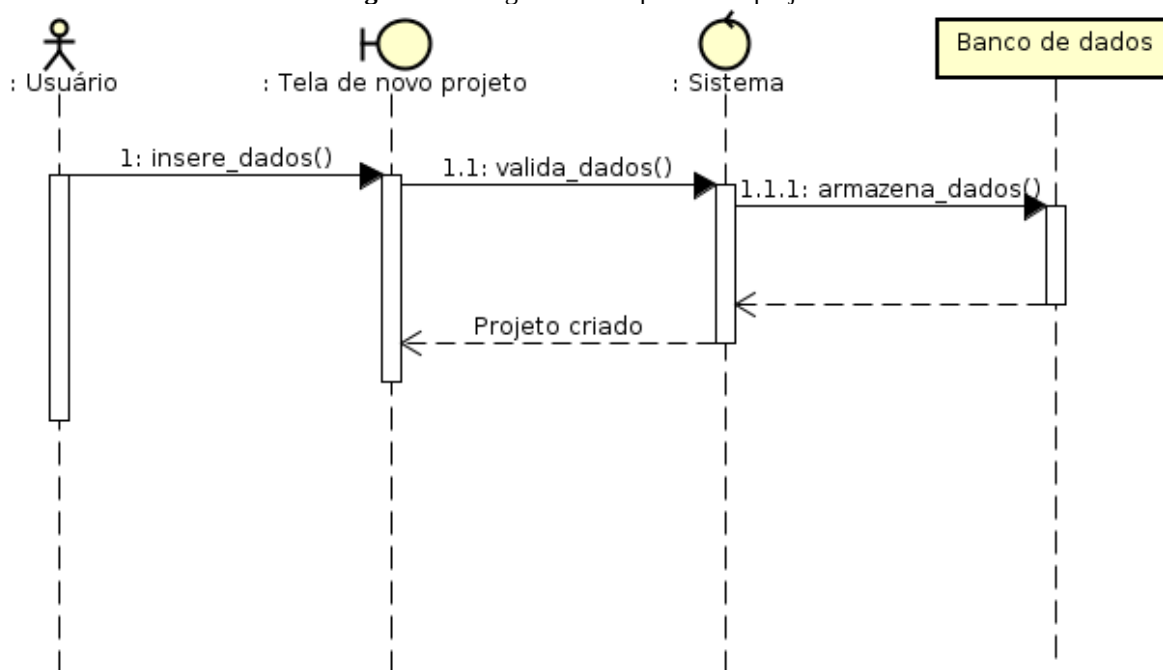 : Usuário
: Tela de novo projeto
: Sistema
Banco de dados
1: insere_dados()
1.1: valida_dados()
1.1.1: armazena_dados()
Projeto criado